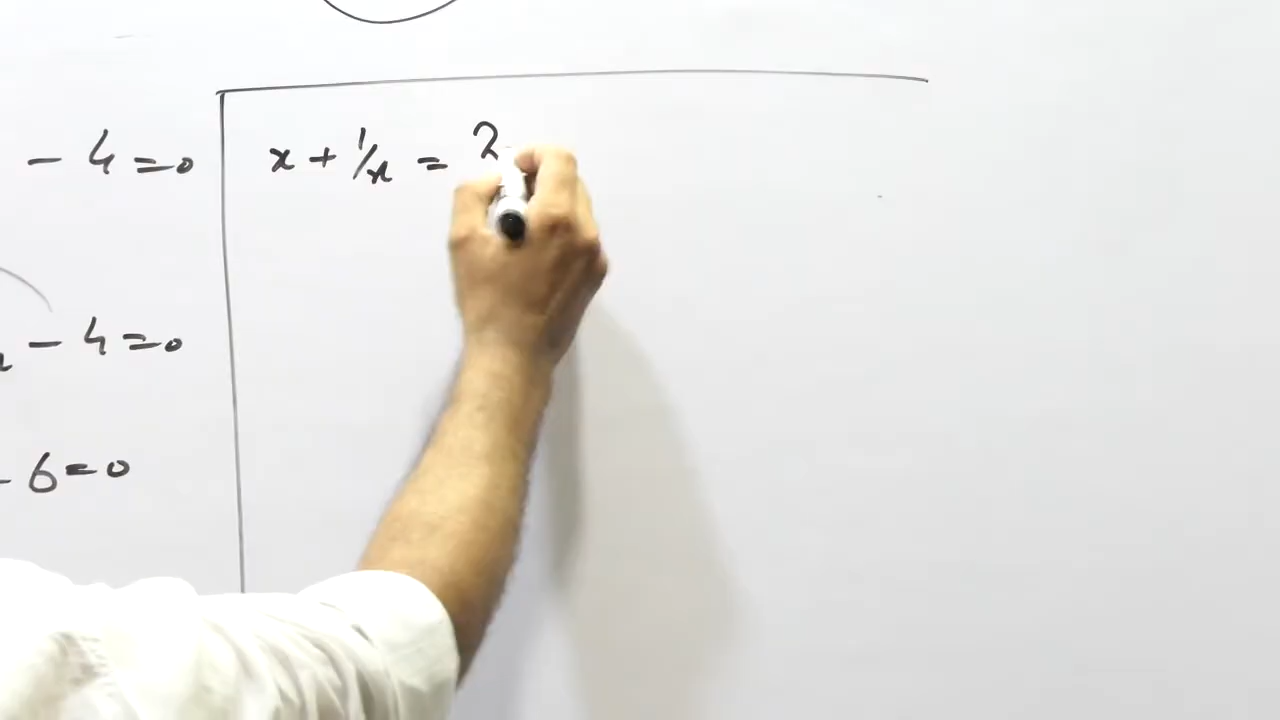 - 4 = 0
x + 1/x = 2
- 4 = 0
- 6 = 0